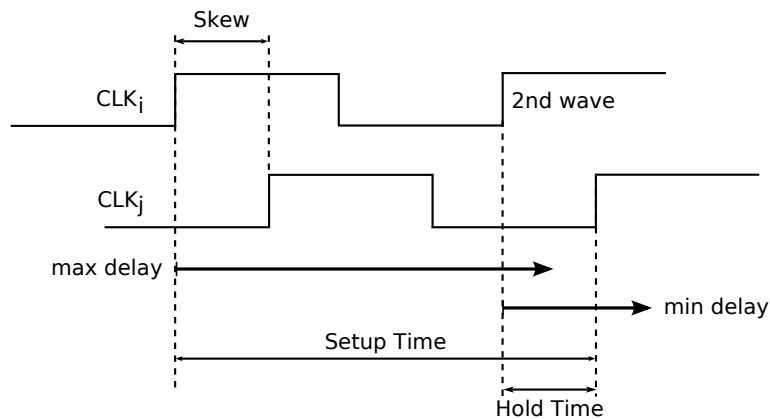 Skew
CLKi
2nd wave
CLKj
max delay
min delay
Setup Time
Hold Time